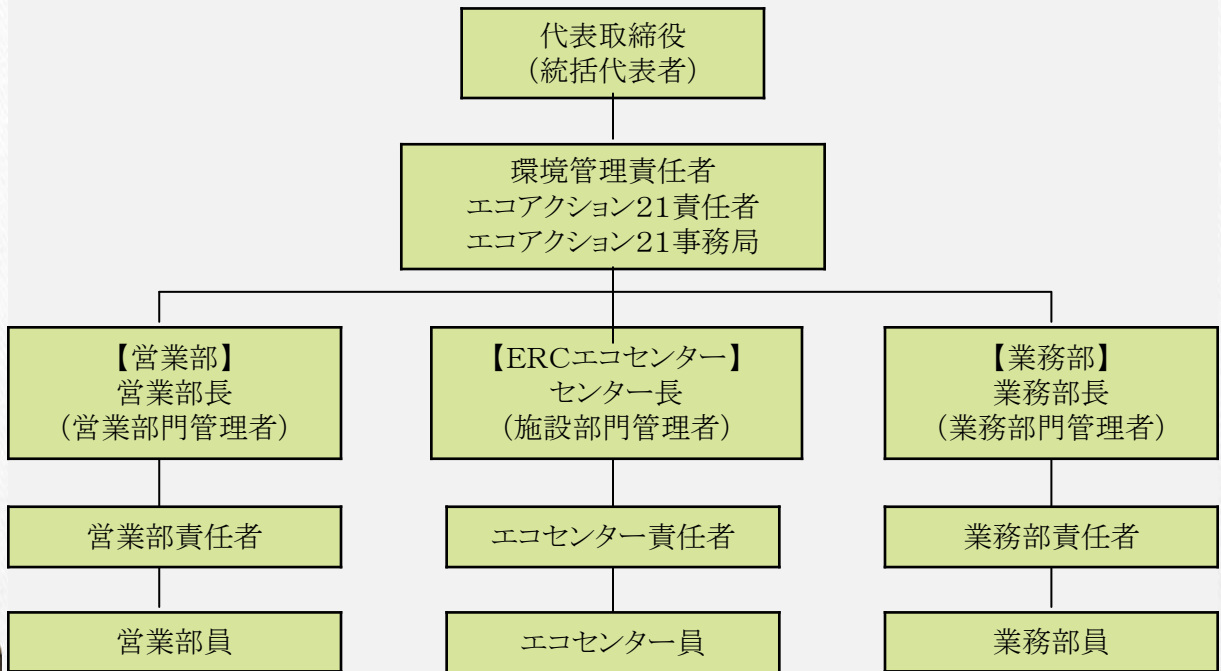 代表取締役
(統括代表者)
環境管理責任者
エコアクション21責任者
エコアクション21事務局
【営業部】
営業部長
(営業部門管理者)
【ERCエコセンター】
センター長
(施設部門管理者)
【業務部】
業務部長
(業務部門管理者)
営業部責任者
エコセンター責任者
業務部責任者
営業部員
エコセンター員
業務部員